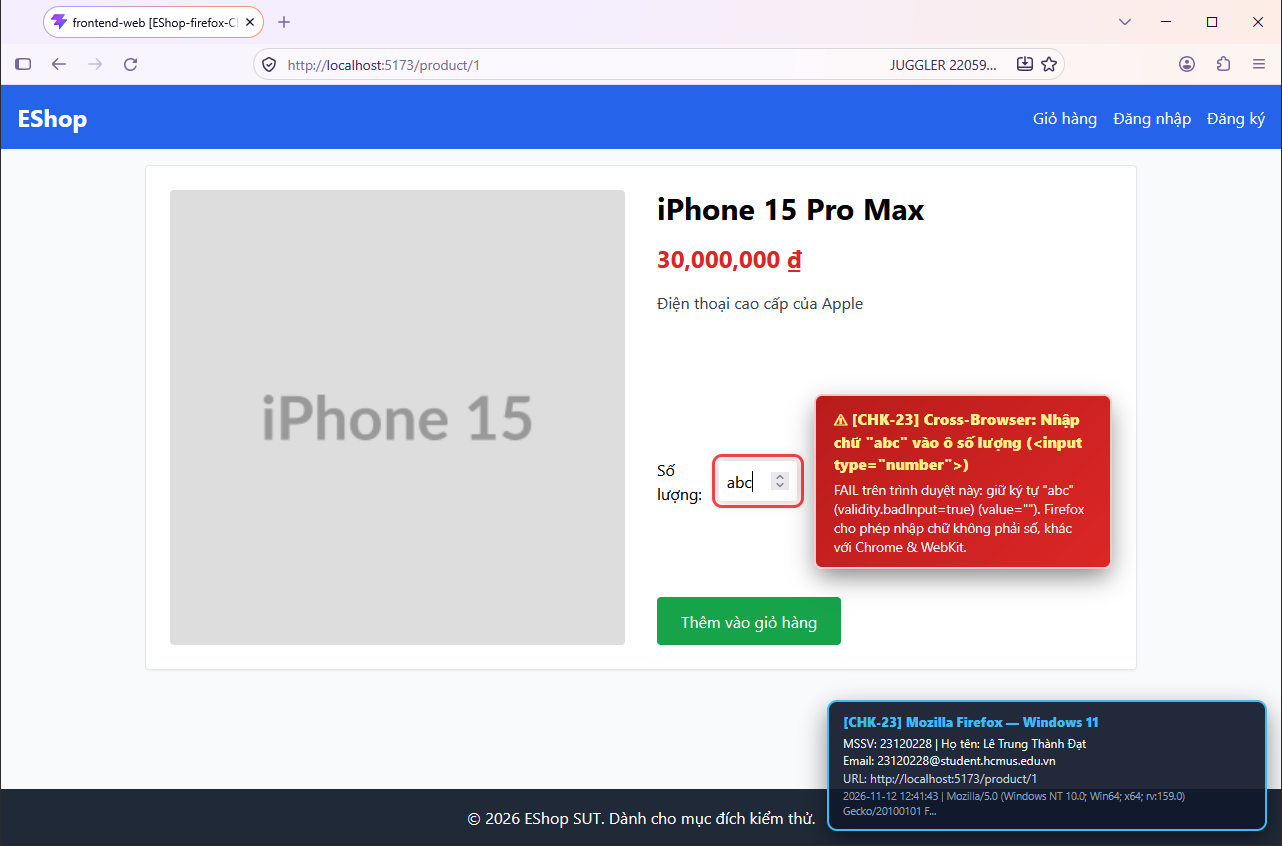 frontend-web [EShop-firefox-Cl
http://localhost:5173/product/1
JUGGLER 22059...
EShop
Giỏ hàng
Đăng nhập
Đăng ký
iPhone 15
iPhone 15 Pro Max
30,000,000 ₫
Điện thoại cao cấp của Apple
Số
lượng:
abc
⚠ [CHK-23] Cross-Browser: Nhập
chữ "abc" vào ô số lượng (<input
type="number">)
FAIL trên trình duyệt này: giữ ký tự "abc"
(validity.badInput=true) (value=""). Firefox
cho phép nhập chữ không phải số, khác
với Chrome & WebKit.
Thêm vào giỏ hàng
[CHK-23] Mozilla Firefox — Windows 11
MSSV: 23120228 | Họ tên: Lê Trung Thành Đạt
Email: 23120228@student.hcmus.edu.vn
URL: http://localhost:5173/product/1
2026-11-12 12:41:43 | Mozilla/5.0 (Windows NT 10.0; Win64; x64; rv:159.0)
Gecko/20100101 F...
© 2026 EShop SUT. Dành cho mục đích kiểm thử.